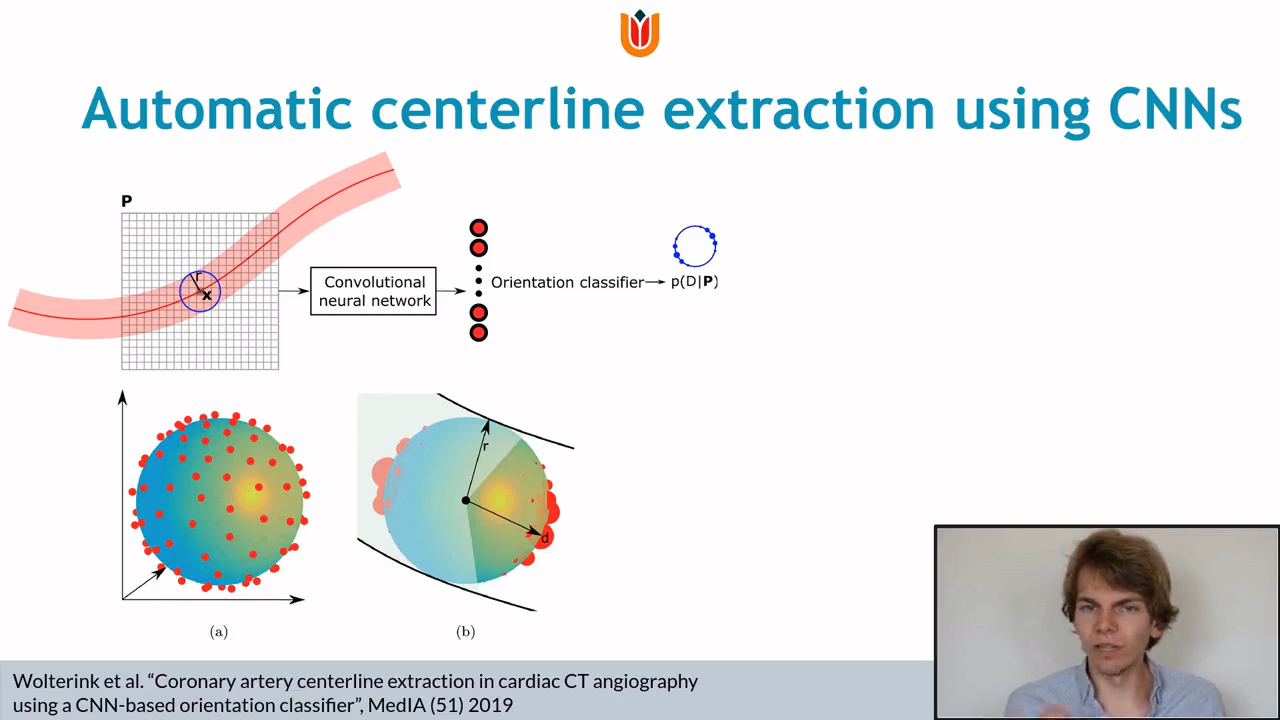 Automatic centerline extraction using CNNs
P
r
x
Convolutional
neural network
Orientation classifier
p(D|P)
r
d
(a)
(b)
Wolterink et al. “Coronary artery centerline extraction in cardiac CT angiography
using a CNN-based orientation classifier”, MedIA (51) 2019